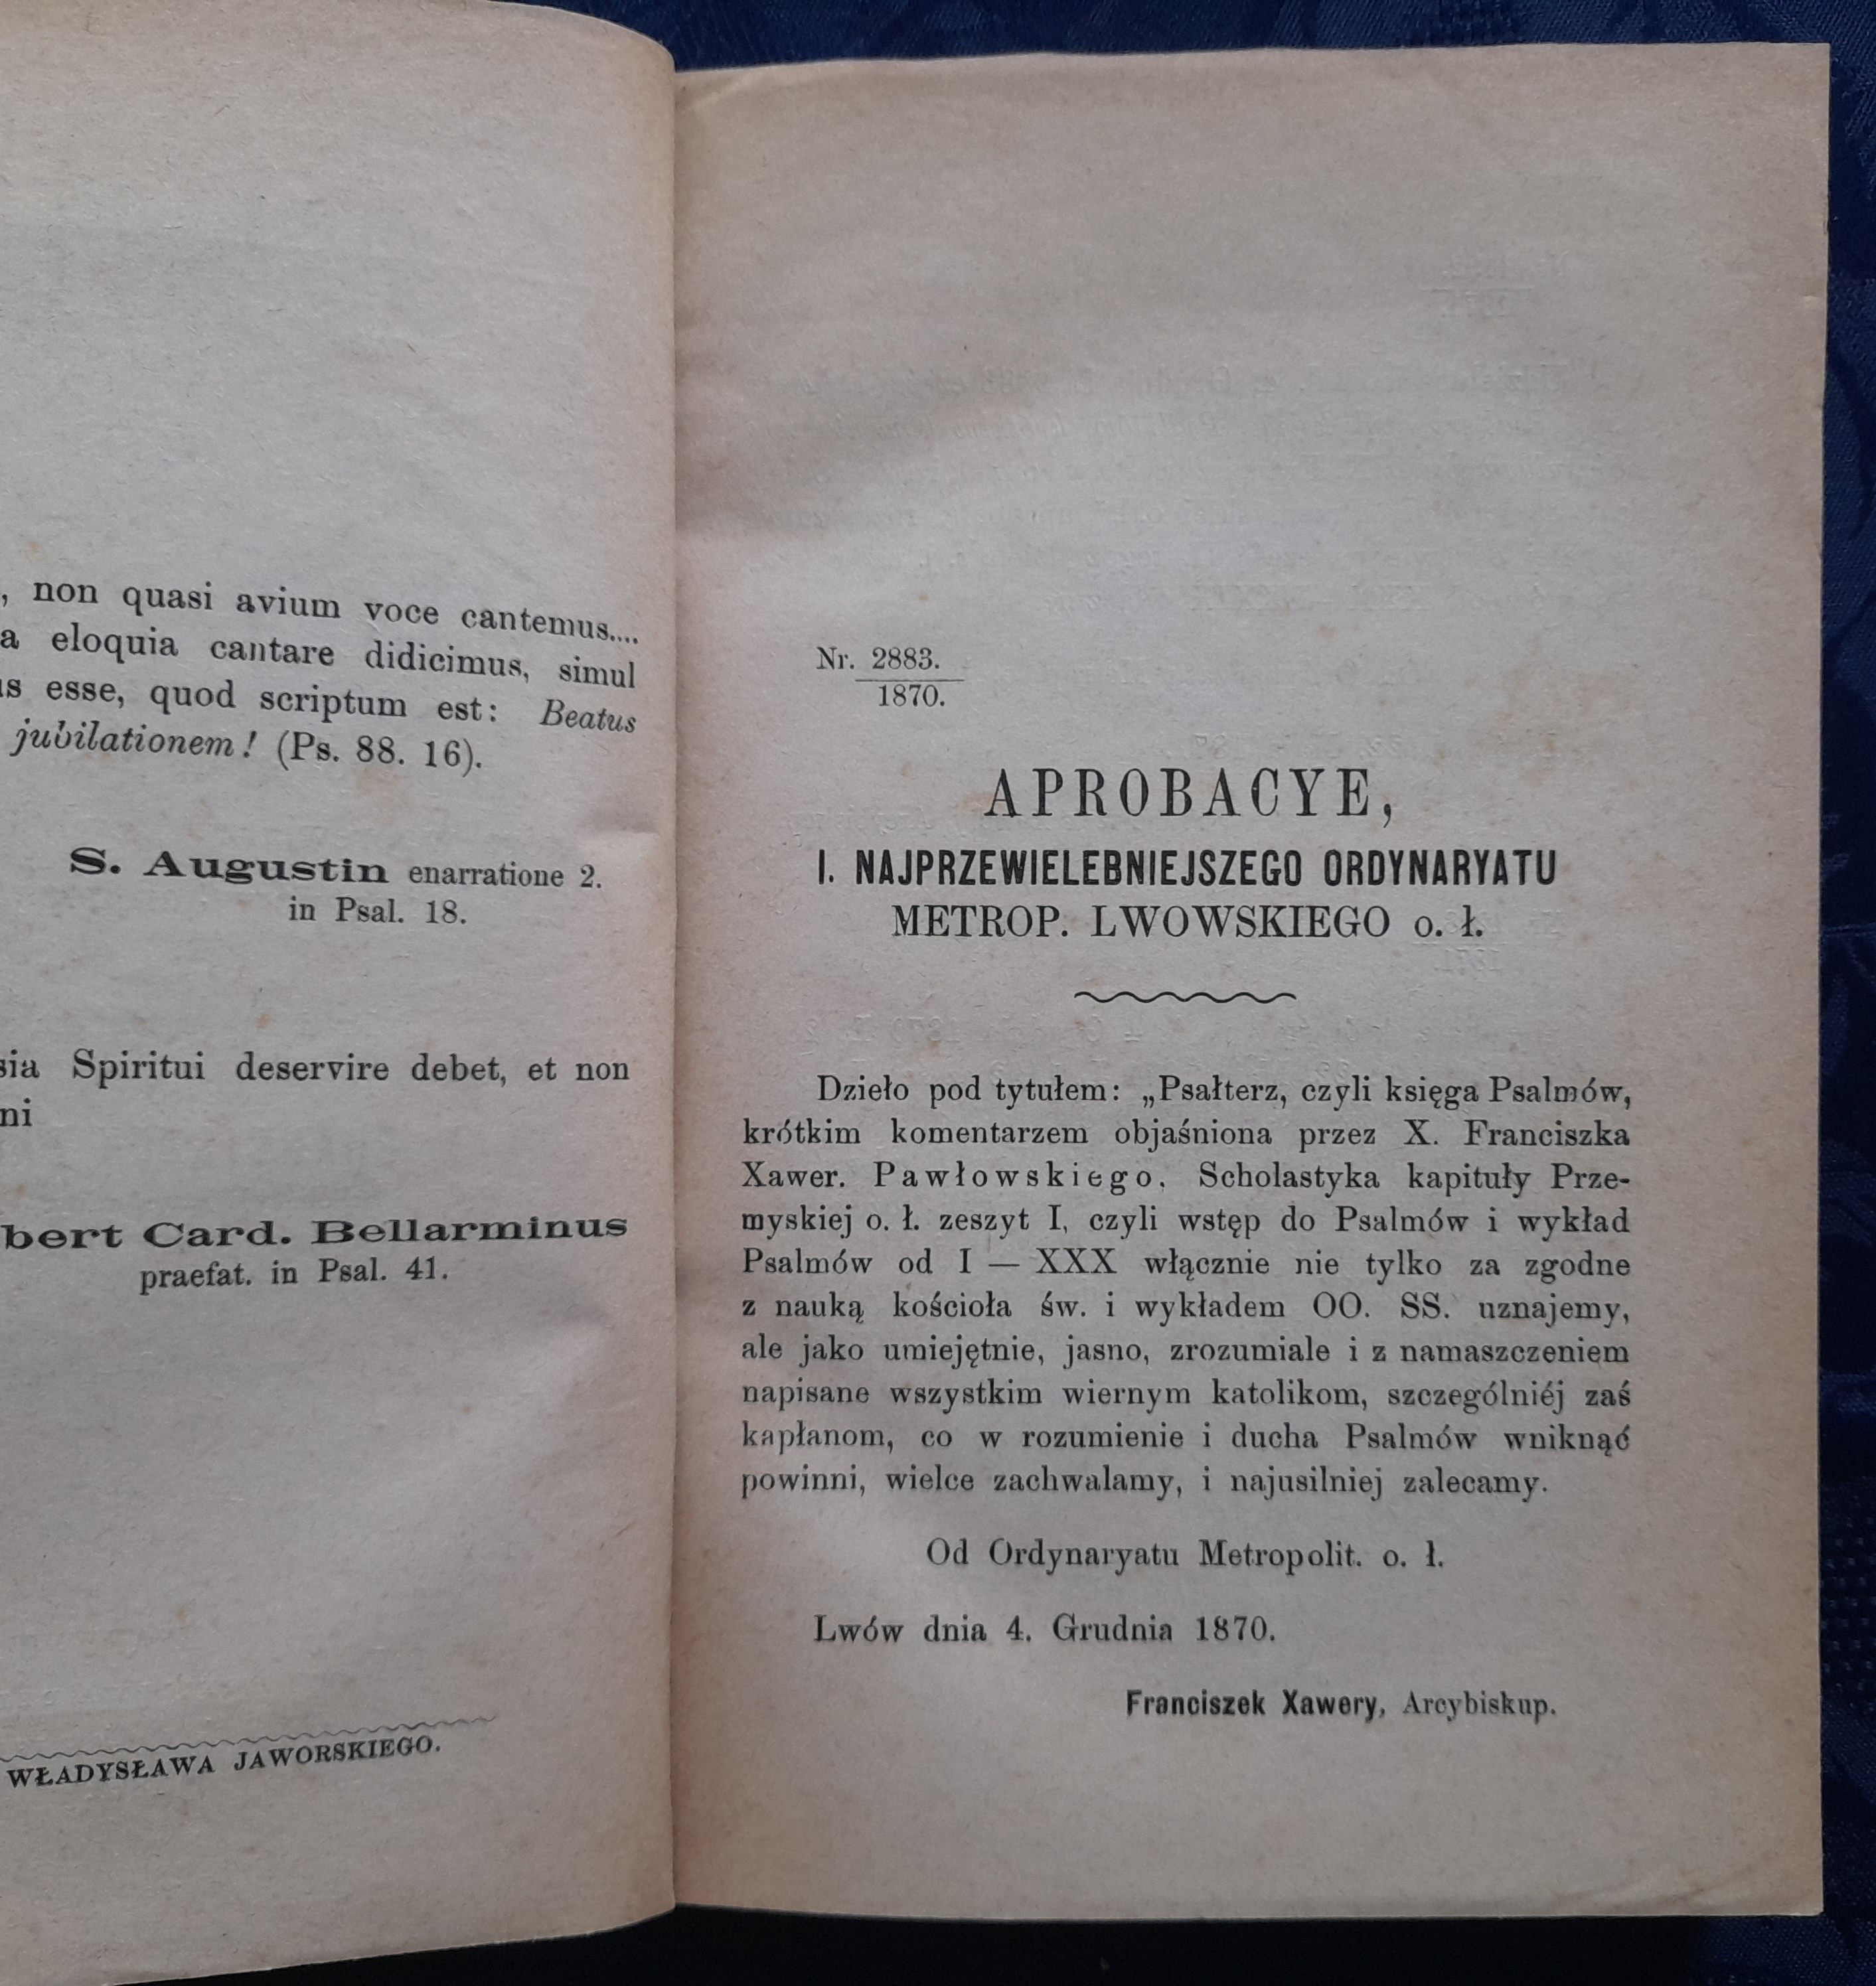 , non quasi avium voce cantemus....
a eloquia cantare didicimus, simul
esse, quod scriptum est: Beatus
jubilationem! (Ps. 88. 16).
S. Augustin enarratione 2.
in Psal. 18.
Spiritui deservire debet, et non
ni
bert Card. Bellarminus
praefat. in Psal. 41.
WŁADYSŁAWA JAWORSKIEGO.
Nr. 2883.
1870.
APROBACYE,
I. NAJPRZEWIELEBNIEJSZEGO ORDYNARYATU
METROP. LWOWSKIEGO o. ł.
Dzieło pod tytułem: „Psałterz, czyli księga Psalmów,
krótkim komentarzem objaśniona przez X. Franciszka
Xawer. Pawłowskiego. Scholastyka kapituły Prze-
myskiej o. ł. zeszyt I, czyli wstęp do Psalmów i wykład
Psalmów od I — XXX włącznie nie tylko za zgodne
z nauką kościoła św. i wykładem OO. SS. uznajemy,
ale jako umiejętnie, jasno, zrozumiale i z namaszczeniem
napisane wszystkim wiernym katolikom, szczególniéj zaś
kapłanom, co w rozumienie i ducha Psalmów wniknąć
powinni, wielce zachwalamy, i najusilniej zalecamy.
Od Ordynaryatu Metropolit. o. ł.
Lwów dnia 4. Grudnia 1870.
Franciszek Xawery, Arcybiskup.